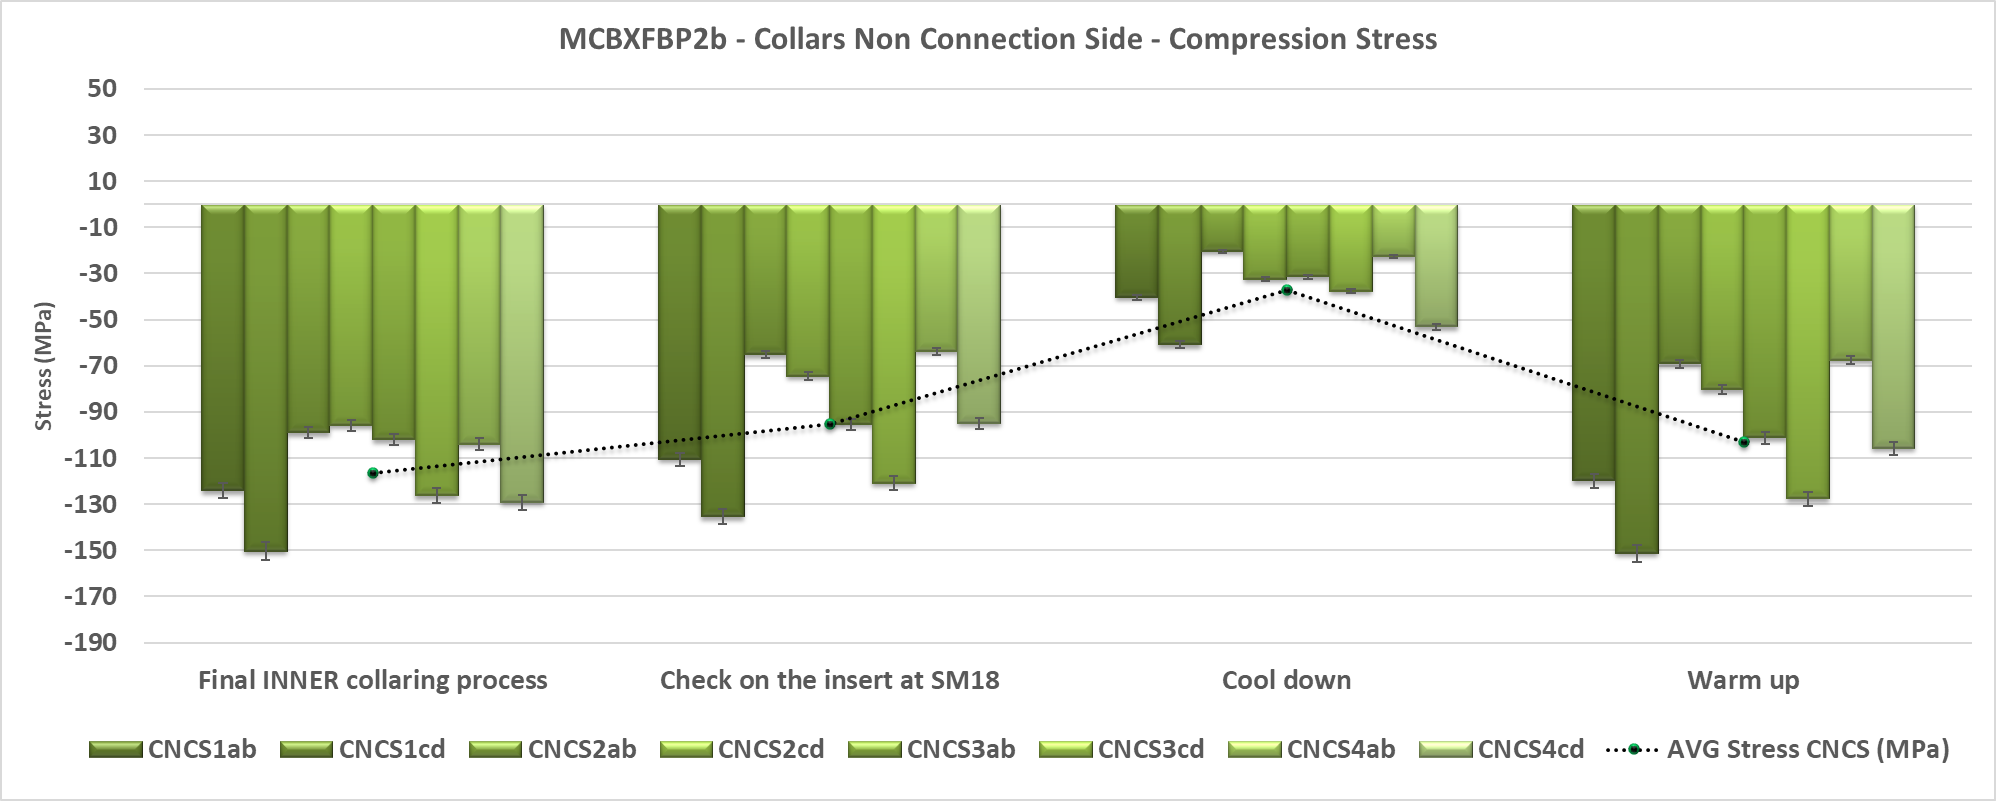 MCBXFBP2b - Collars Non Connection Side - Compression Stress
50
30
10
-10
-30
-50
-70
-90
-110
-130
-150
-170
-190
Stress (MPa)
Final INNER collaring process
Check on the insert at SM18
Cool down
Warm up
CNCS1ab
CNCS1cd
CNCS2ab
CNCS2cd
CNCS3ab
CNCS3cd
CNCS4ab
CNCS4cd
AVG Stress CNCS (MPa)